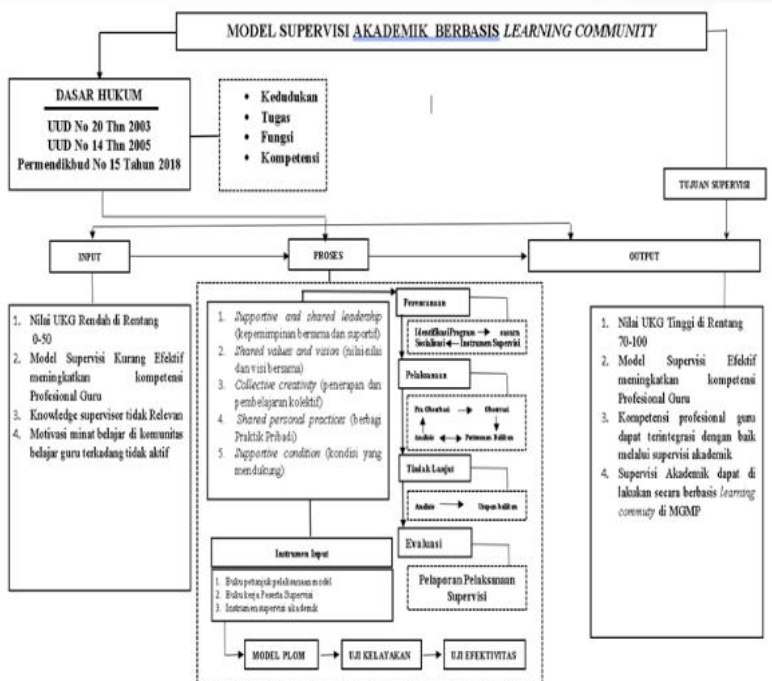 MODEL SUPERVISI AKADEMIK BERBASIS LEARNING COMMUNITY
DASAR HUKUM
UUD No 20 Thn 2003
UUD No 14 Thn 2005
Permendikbud No 15 Tahun 2018
• Kedudukan
• Tugas
• Fungsi
• Kompetensi
TUJUAN SUPERVISI
INPUT
PROSES
OUTPUT
1. Nilai UKG Rendah di Rentang
0-50
2. Model Supervisi Kurang Efektif
meningkatkan kompetensi
Profesional Guru
3. Knowledge supervisor tidak Relevan
4. Motivasi minat belajar di komunitas
belajar guru terkadang tidak aktif
1. Supportive and shared leadership
(kepemimpinan bersama dan suportif)
2. Shared values and vision (nilai-nilai
dan visi bersama)
3. Collective creativity (penerapan dan
pembelajaran kolektif)
4. Shared personal practices (berbagi
Praktik Pribadi)
5. Supportive condition (kondisi yang
mendukung)
Perencanaan
Identifikasi Program
Sosialisasi Instrumen Supervisi
Pelaksanaan
Pra Observasi Observasi
Analisis Pertemuan Balikan
Tindak Lanjut
Analisis Umpan balikan
Evaluasi
Pelaporan Pelaksanaan
Supervisi
Instrumen Input
1. Buku petunjuk pelaksanaan model
2. Buku kerja Peserta Supervisi
3. Instrumen supervisi akademik
MODEL PLOM
UJI KELAYAKAN
UJI EFEKTIVITAS
1. Nilai UKG Tinggi di Rentang
70-100
2. Model Supervisi Efektif
meningkatkan kompetensi
Profesional Guru
3. Kompetensi profesional guru
dapat terintegrasi dengan baik
melalui supervisi akademik
4. Supervisi Akademik dapat di
lakukan secara berbasis learning
commuty di MGMP